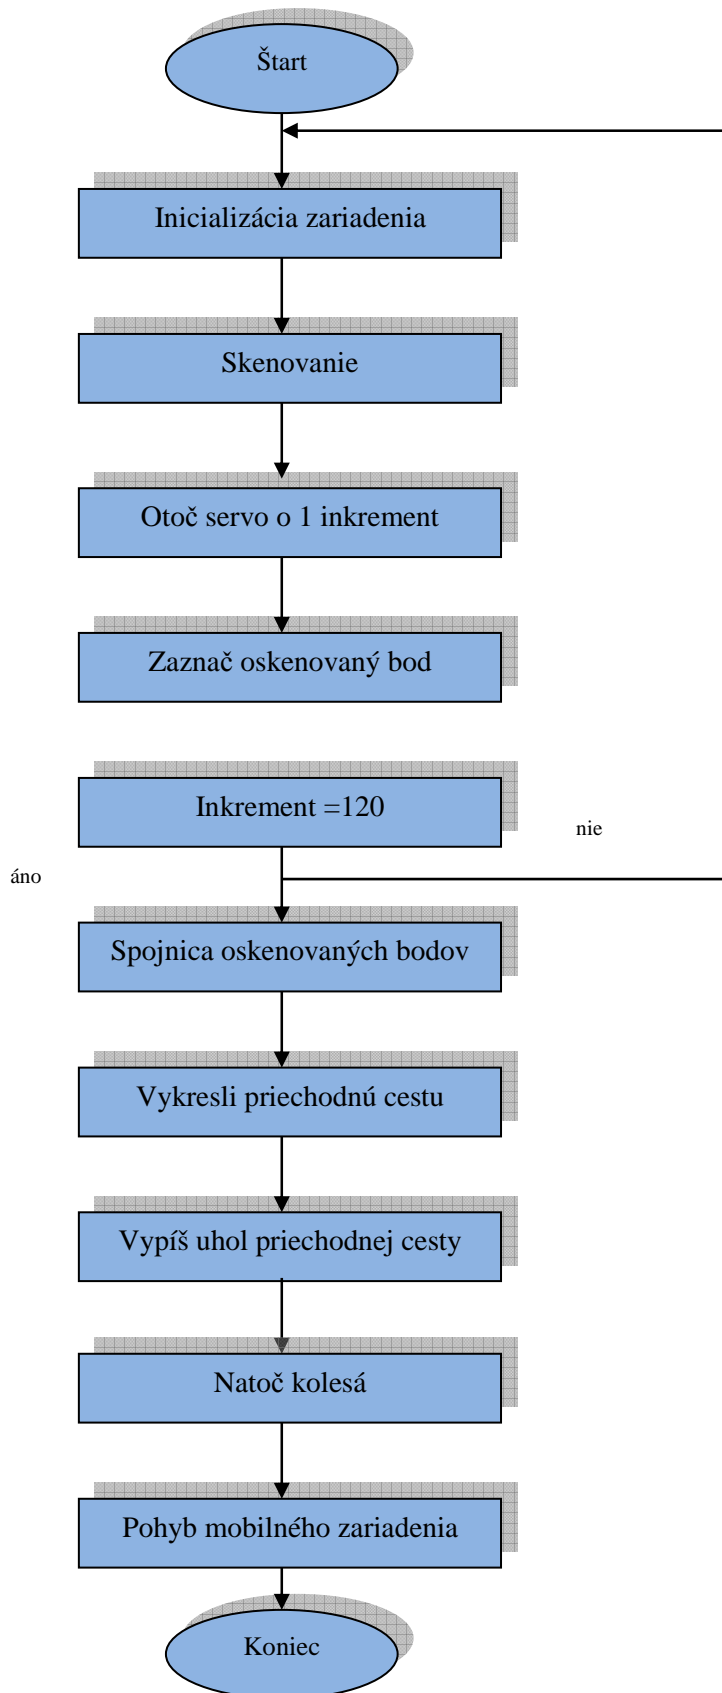 Štart
Inicializácia zariadenia
Skenovanie
Otoč servo o 1 inkrement
Zaznač oskenovaný bod
Inkrement =120
nie
áno
Spojnica oskenovaných bodov
Vykresli priechodnú cestu
Vypíš uhol priechodnej cesty
Natoč kolesá
Pohyb mobilného zariadenia
Koniec